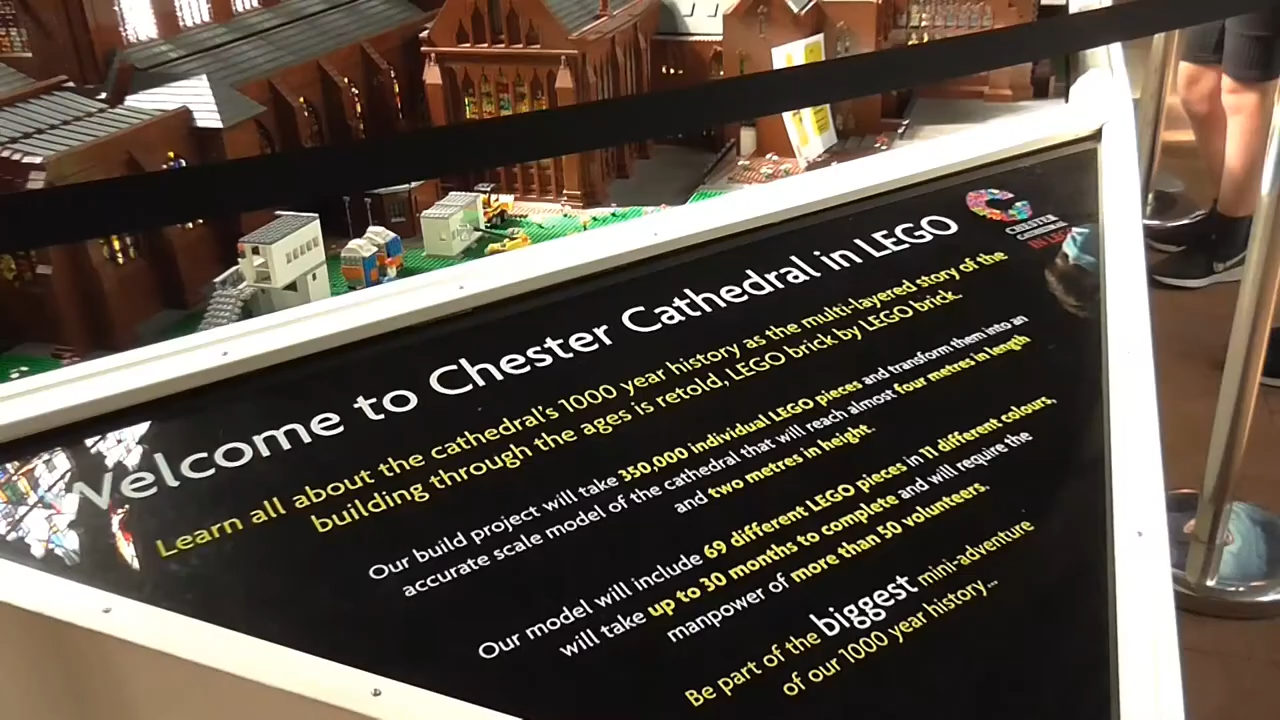 Welcome to Chester Cathedral in LEGO
CHESTER
CATHEDRAL
IN LEGO
Learn all about the cathedral's 1000 year history as the multi-layered story of the
building through the ages is retold, LEGO brick by LEGO brick.
Our build project will take 350,000 individual LEGO pieces and transform them into an
accurate scale model of the cathedral that will reach almost four metres in length
and two metres in height.
Our model will include 69 different LEGO pieces in 11 different colours,
will take up to 30 months to complete and will require the
manpower of more than 50 volunteers.
Be part of the biggest mini-adventure
of our 1000 year history...